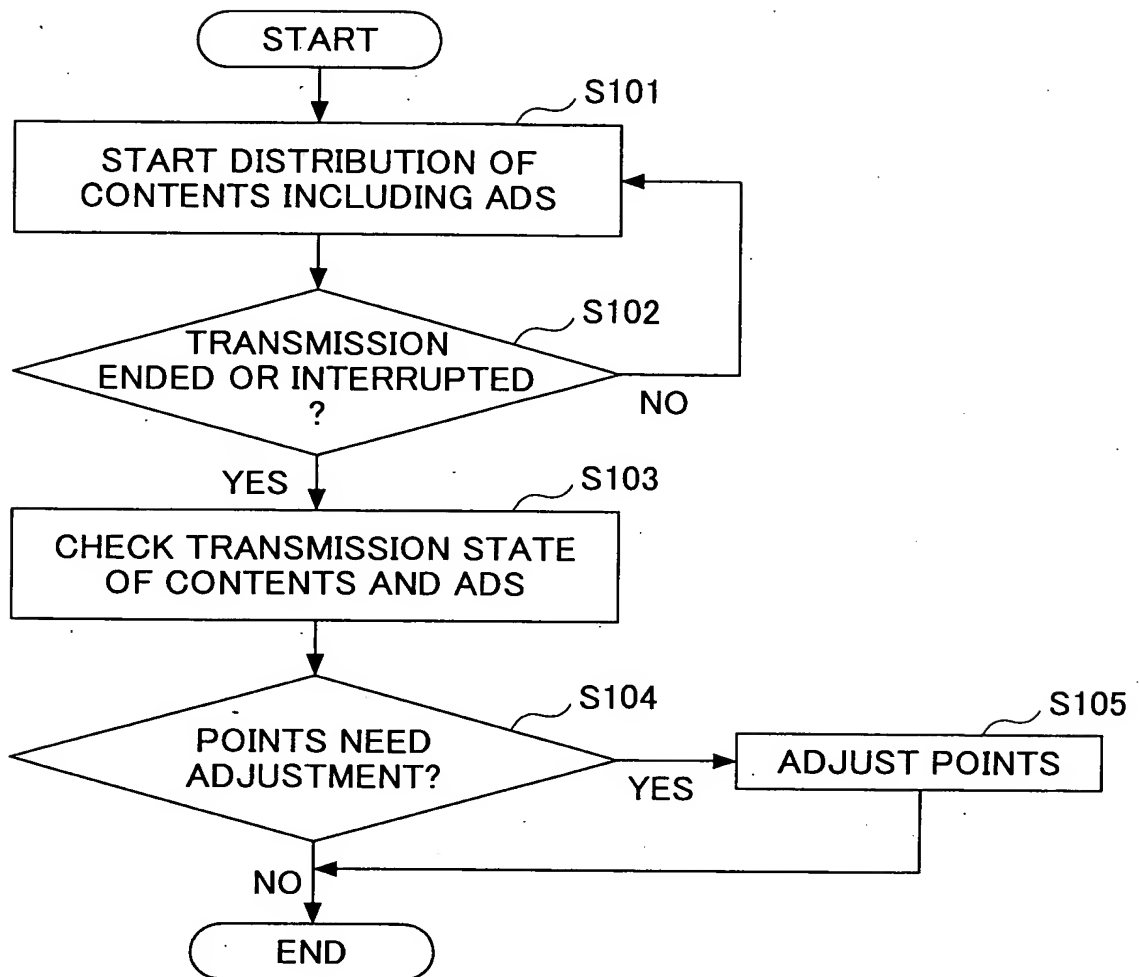 START
S101
START DISTRIBUTION OF
CONTENTS INCLUDING ADS
S102
TRANSMISSION
ENDED OR INTERRUPTED
?
NO
YES
S103
CHECK TRANSMISSION STATE
OF CONTENTS AND ADS
S104
POINTS NEED
ADJUSTMENT?
YES
S105
ADJUST POINTS
NO
END